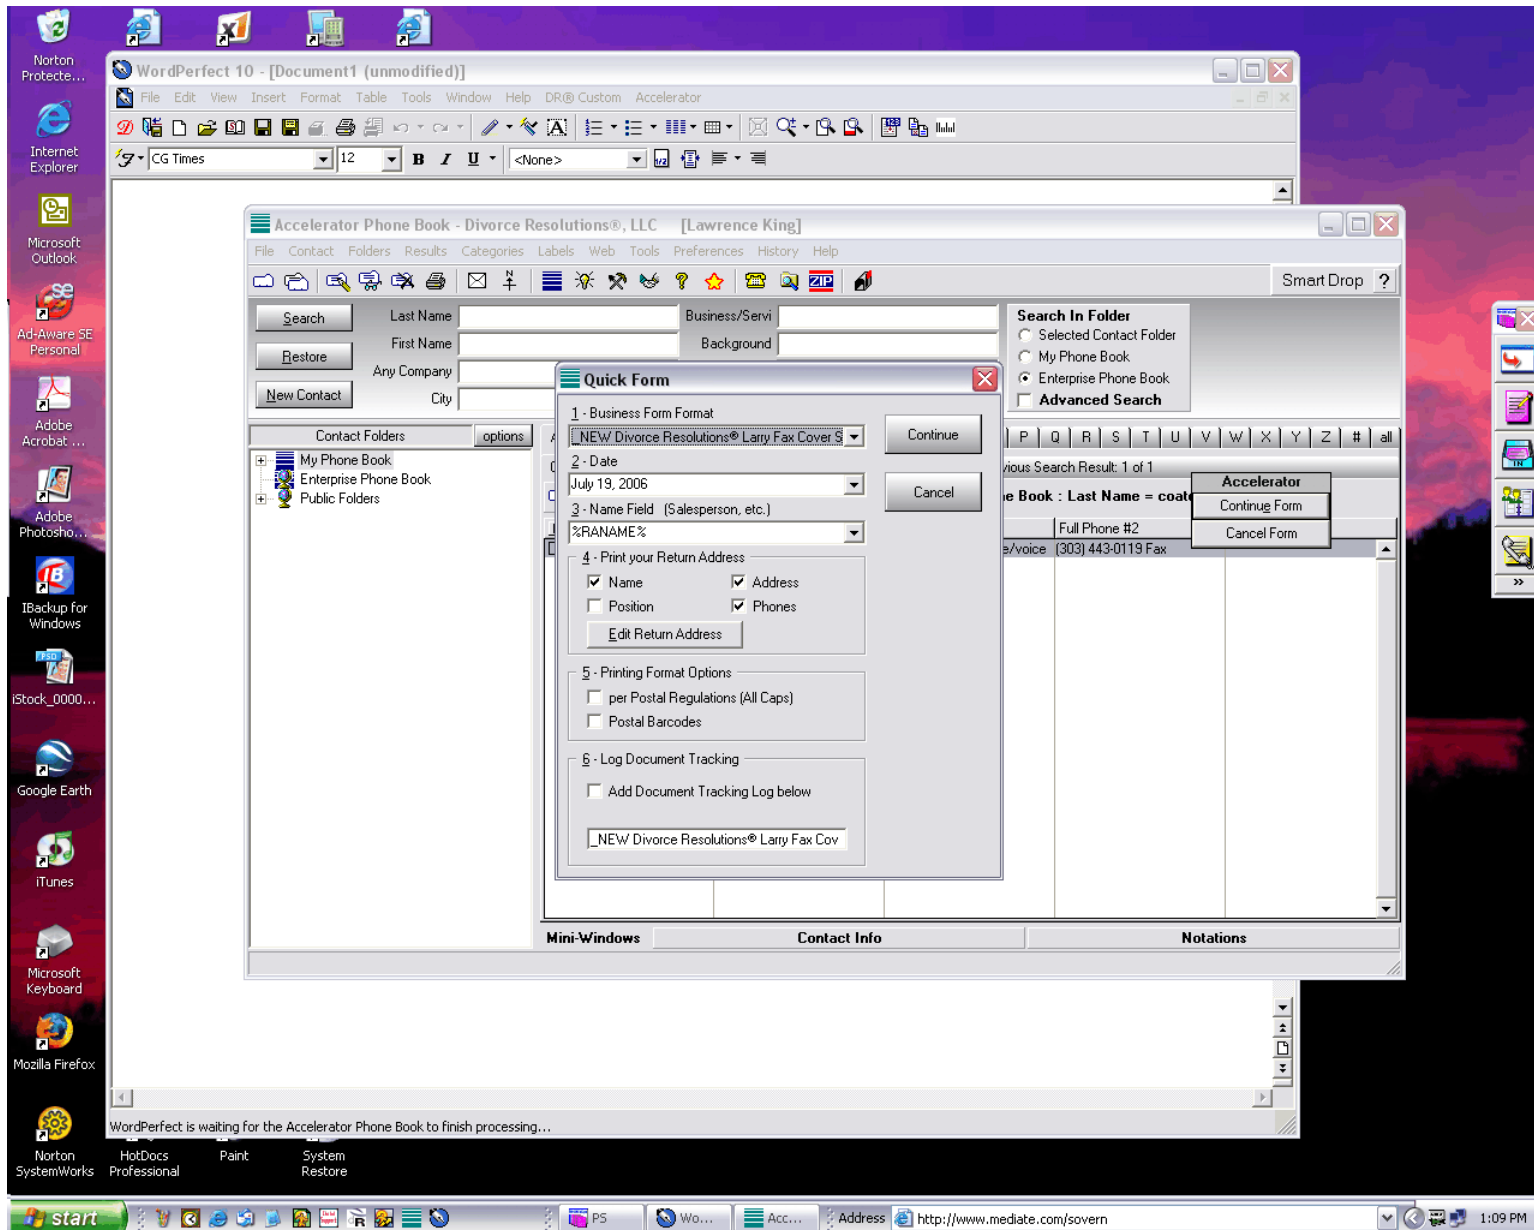 Norton
Protecte...
Internet
Explorer
Microsoft
Outlook
Ad-Aware SE
Personal
Adobe
Acrobat ...
Adobe
Photosho...
IBackup for
Windows
iStock_0000...
Google Earth
iTunes
Microsoft
Keyboard
Mozilla Firefox
Norton
SystemWorks
HotDocs
Professional
Paint
System
Restore
WordPerfect 10 - [Document1 (unmodified)]
File Edit View Insert Format Table Tools Window Help DR® Custom Accelerator
CG Times 12 B I U <None>
Accelerator Phone Book - Divorce Resolutions®, LLC [Lawrence King]
File Contact Folders Results Categories Labels Web Tools Preferences History Help
ZIP Smart Drop ?
Search Last Name Business/Servi
Restore First Name Background
New Contact Any Company
City
Search In Folder
Selected Contact Folder
My Phone Book
Enterprise Phone Book
Advanced Search
Contact Folders options
My Phone Book
Enterprise Phone Book
Public Folders
P Q R S T U V W X Y Z # all
vious Search Result: 1 of 1
e Book : Last Name = coat
Full Phone #2
e/voice (303) 443-0119 Fax
Accelerator
Continue Form
Cancel Form
Quick Form
1 - Business Form Format
_NEW Divorce Resolutions® Larry Fax Cover S
Continue
2 - Date
July 19, 2006
Cancel
3 - Name Field (Salesperson, etc.)
%RANAME%
4 - Print your Return Address
Name Address
Position Phones
Edit Return Address
5 - Printing Format Options
per Postal Regulations (All Caps)
Postal Barcodes
6 - Log Document Tracking
Add Document Tracking Log below
_NEW Divorce Resolutions® Larry Fax Cov
Mini-Windows Contact Info Notations
WordPerfect is waiting for the Accelerator Phone Book to finish processing...
start PS Wo... Acc... Address http://www.mediate.com/sovern 1:09 PM